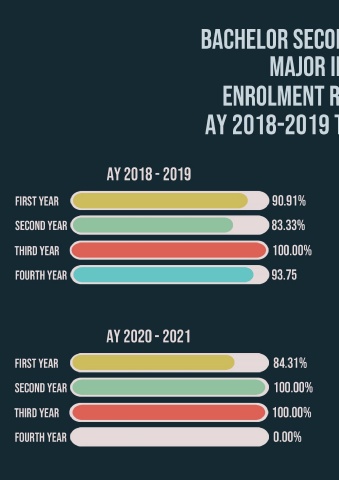 BACHELOR SECO
MAJOR I
ENROLMENT R
AY 2018-2019 T
AY 2018 - 2019
FIRST YEAR 90.91%
SECOND YEAR 83.33%
THIRD YEAR 100.00%
FOURTH YEAR 93.75
AY 2020 - 2021
FIRST YEAR 84.31%
SECOND YEAR 100.00%
THIRD YEAR 100.00%
FOURTH YEAR 0.00%